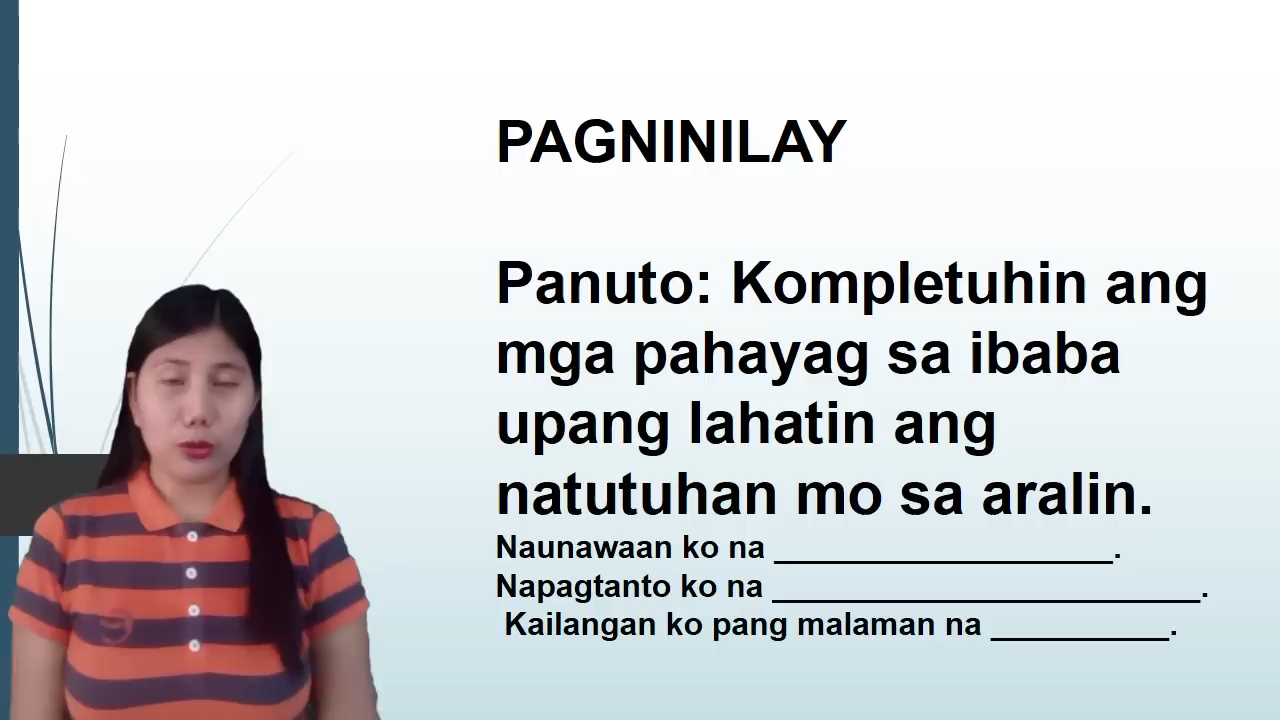 PAGNINILAY
Panuto: Kompletuhin ang
mga pahayag sa ibaba
upang lahatin ang
natutuhan mo sa aralin.
Naunawaan ko na ___________________.
Napagtanto ko na ________________________.
Kailangan ko pang malaman na __________.